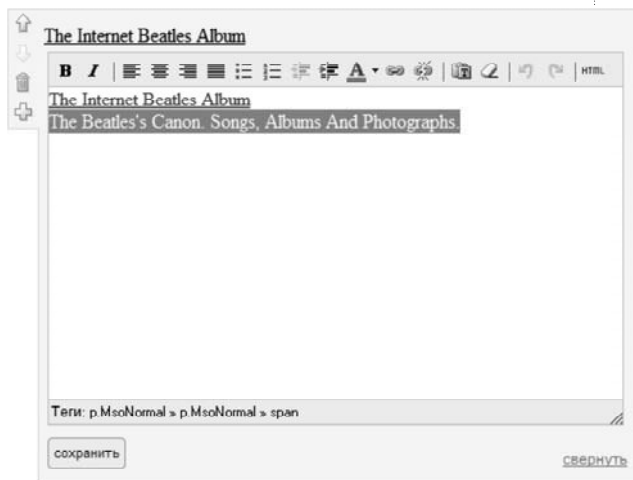 The Internet Beatles Album
B I A HTML
The Internet Beatles Album
The Beatles's Canon. Songs, Albums And Photographs.
Теги: p.MsoNormal » p.MsoNormal » span
сохранить
свернуть